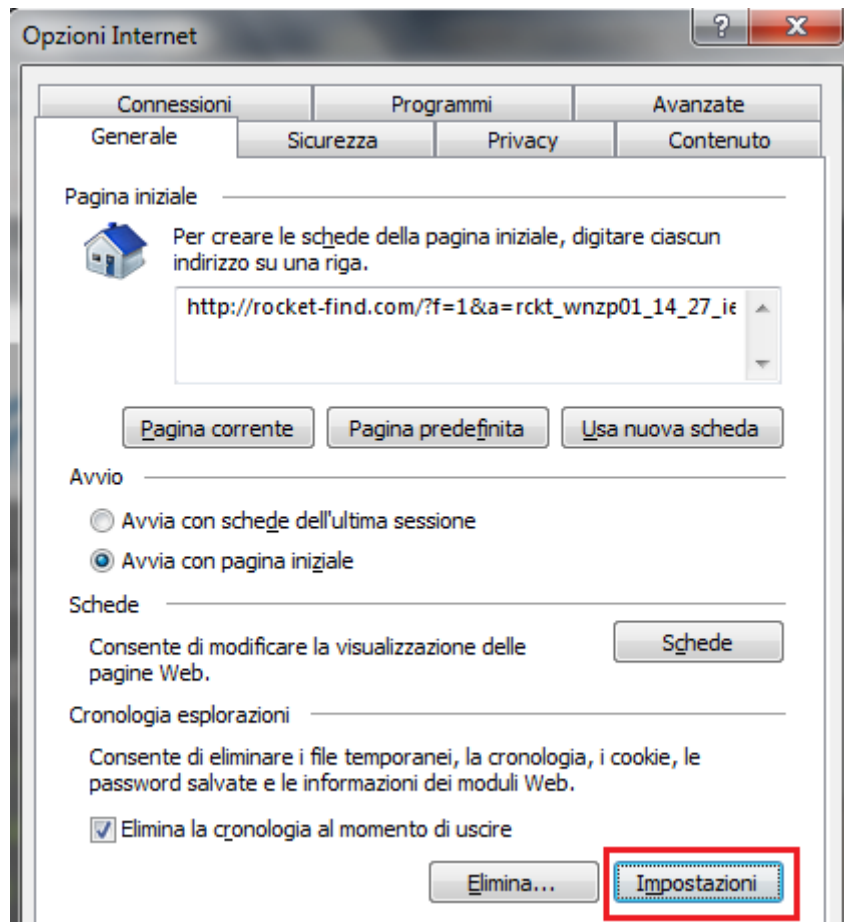 Opzioni Internet
?
X
Connessioni
Programmi
Avanzate
Generale
Sicurezza
Privacy
Contenuto
Pagina iniziale
Per creare le schede della pagina iniziale, digitare ciascun
indirizzo su una riga.
http://rocket-find.com/?f=1&a=rckt_wnzp01_14_27_ie
Pagina corrente
Pagina predefinita
Usa nuova scheda
Avvio
Avvia con schede dell'ultima sessione
Avvia con pagina iniziale
Schede
Consente di modificare la visualizzazione delle
pagine Web.
Schede
Cronologia esplorazioni
Consente di eliminare i file temporanei, la cronologia, i cookie, le
password salvate e le informazioni dei moduli Web.
Elimina la cronologia al momento di uscire
Elimina...
Impostazioni